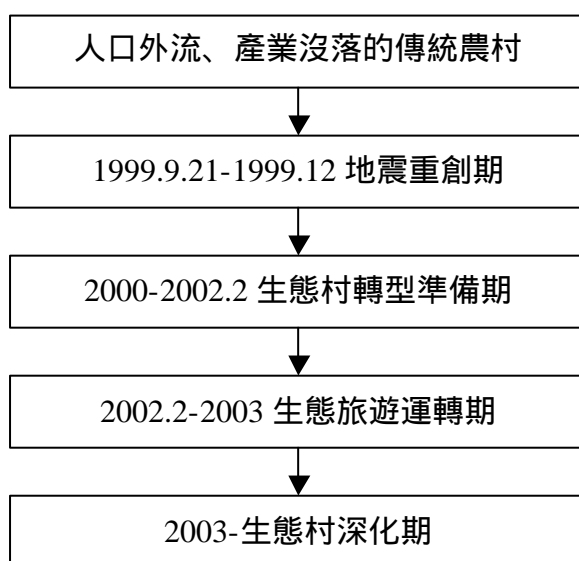 人口外流、產業沒落的傳統農村
1999.9.21-1999.12 地震重創期
2000-2002.2 生態村轉型準備期
2002.2-2003 生態旅遊運轉期
2003-生態村深化期